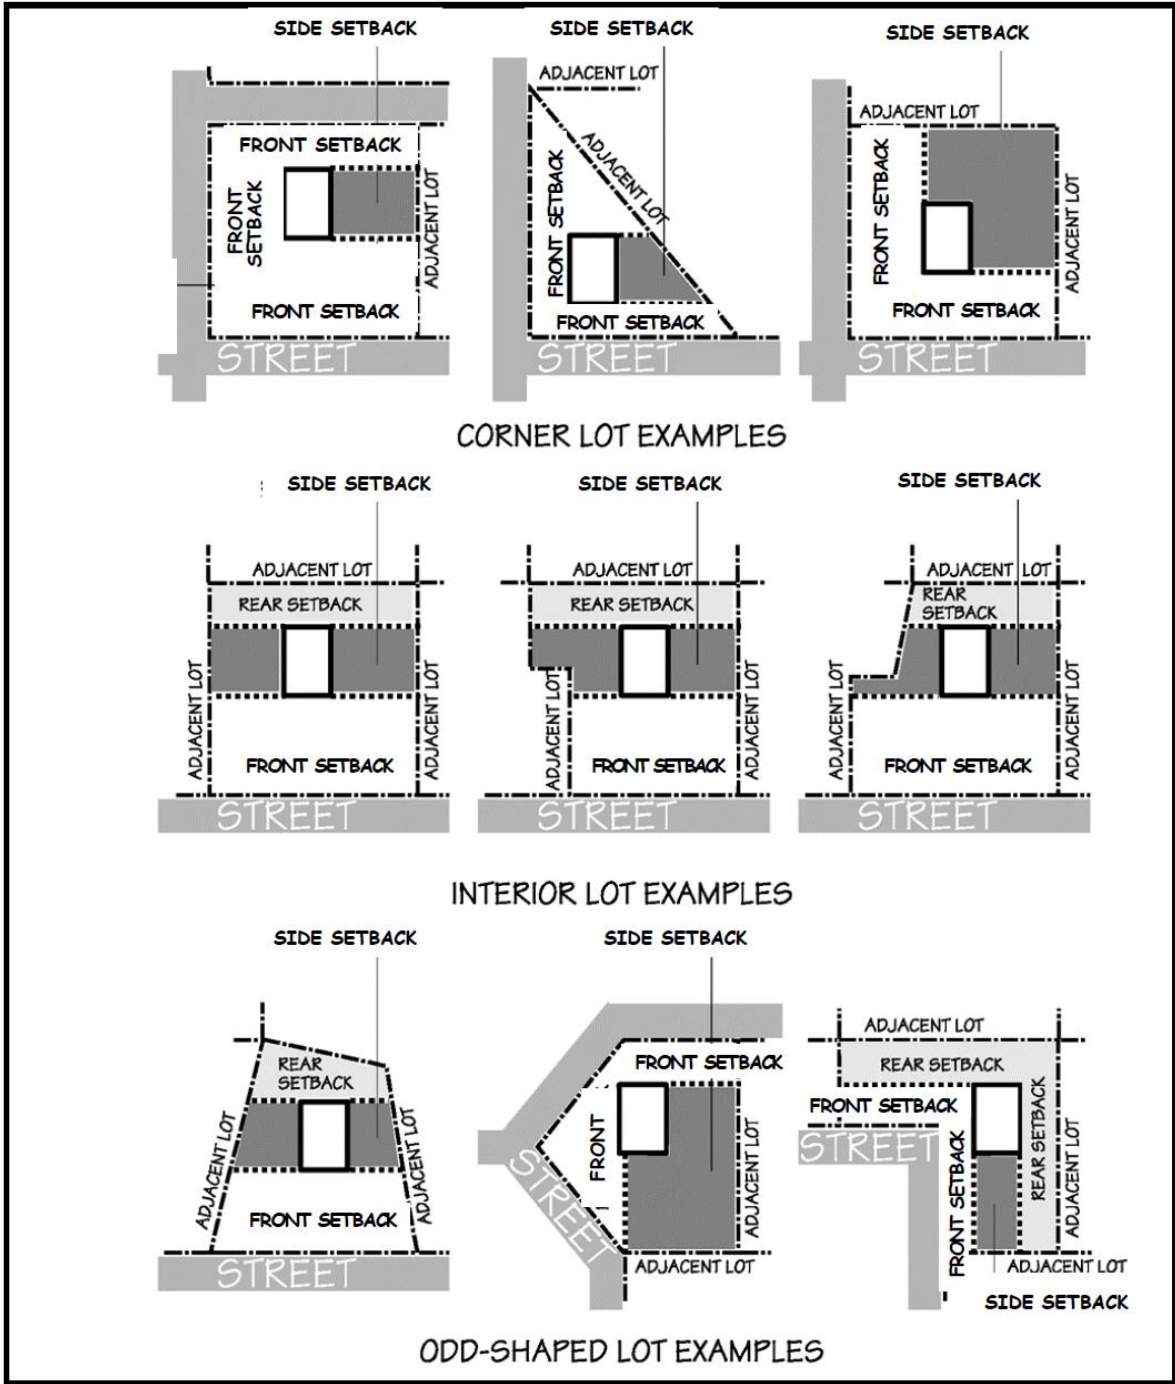 SIDE SETBACK
FRONT SETBACK
FRONT
SETBACK
ADJACENT LOT
FRONT SETBACK
STREET
SIDE SETBACK
ADJACENT LOT
ADJACENT LOT
FRONT SETBACK
FRONT SETBACK
STREET
SIDE SETBACK
ADJACENT LOT
FRONT SETBACK
ADJACENT LOT
FRONT SETBACK
STREET
CORNER LOT EXAMPLES
SIDE SETBACK
ADJACENT LOT
REAR SETBACK
ADJACENT LOT
ADJACENT LOT
FRONT SETBACK
STREET
SIDE SETBACK
ADJACENT LOT
REAR SETBACK
ADJACENT LOT
ADJACENT LOT
FRONT SETBACK
STREET
SIDE SETBACK
ADJACENT LOT
REAR
SETBACK
ADJACENT LOT
ADJACENT LOT
FRONT SETBACK
STREET
INTERIOR LOT EXAMPLES
SIDE SETBACK
REAR
SETBACK
ADJACENT LOT
ADJACENT LOT
FRONT SETBACK
STREET
SIDE SETBACK
FRONT SETBACK
FRONT
STREET
ADJACENT LOT
ADJACENT LOT
ADJACENT LOT
REAR SETBACK
FRONT SETBACK
STREET
FRONT SETBACK
REAR SETBACK
ADJACENT LOT
ADJACENT LOT
SIDE SETBACK
ODD-SHAPED LOT EXAMPLES